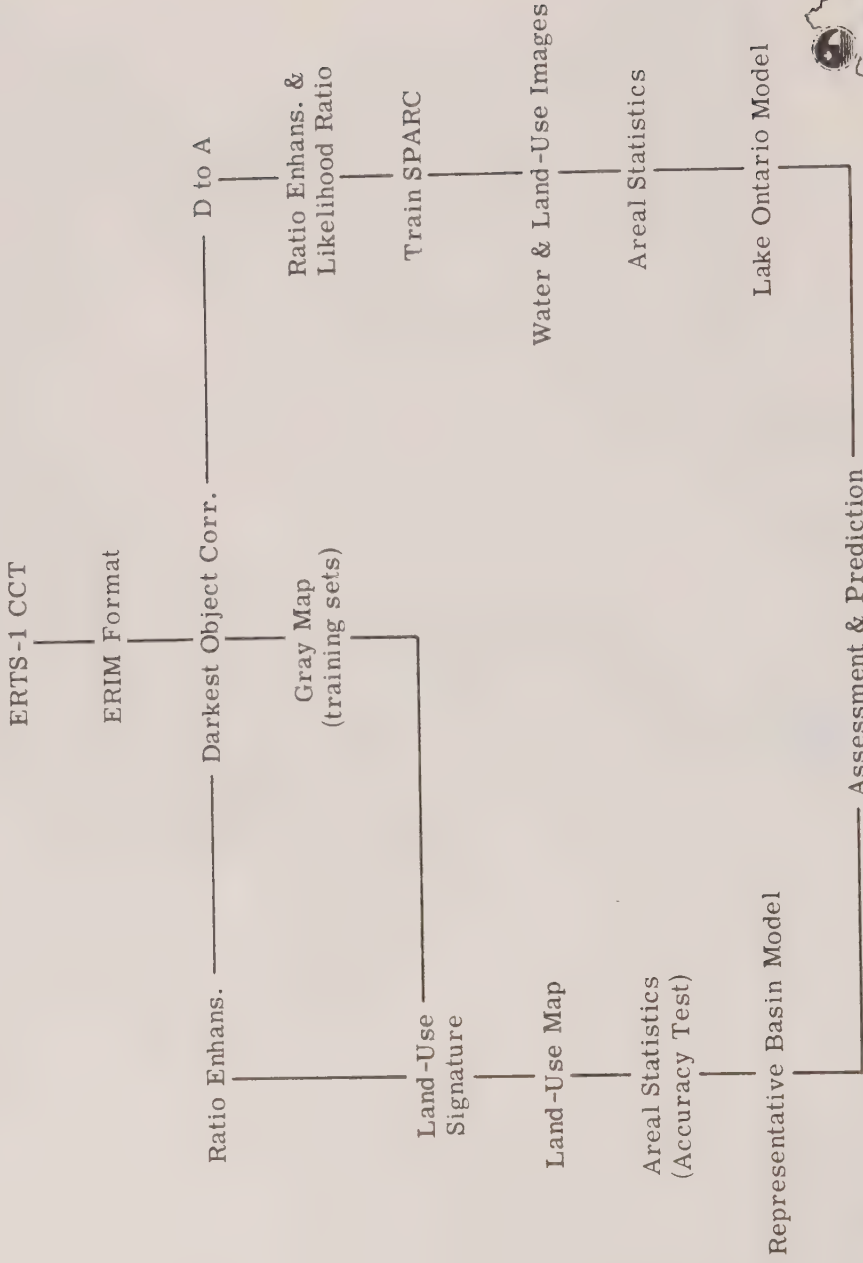 ERTS-1 CCT
ERIM Format
Ratio Enhans.
Darkest Object Corr.
D to A
Gray Map
(training sets)
Ratio Enhans. &
Likelihood Ratio
Land-Use
Signature
Train SPARC
Land-Use Map
Water & Land-Use Images
Areal Statistics
(Accuracy Test)
Areal Statistics
Representative Basin Model
Lake Ontario Model
Assessment & Prediction